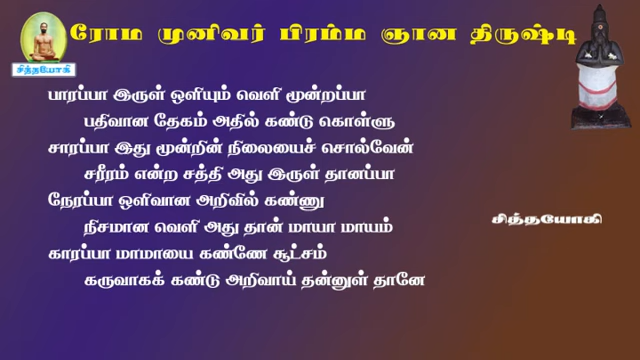 ரோம முனிவர் பிரம்ம ஞான திருஷ்டி
சித்தயோகி
பாரப்பா இருள் ஒளியும் வெளி மூன்றப்பா
பதிவான தேகம் அதில் கண்டு கொள்ளு
சாரப்பா இது மூன்றின் நிலையைச் சொல்வேன்
சரீரம் என்ற சத்தி அது இருள் தானப்பா
நேரப்பா ஒளிவான அறிவில் கண்ணு
நிசமான வெளி அது தான் மாயா மாயம்
காரப்பா மாமாயை கண்ணே சூட்சம்
கருவாகக் கண்டு அறிவாய் தன்னுள் தானே
சித்தயோகி